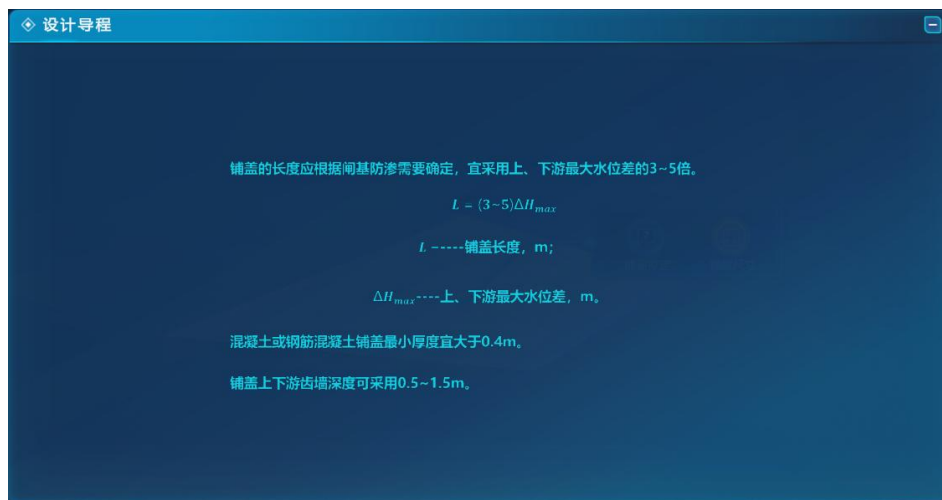 设计导程
铺盖的长度应根据闸基防渗需要确定，宜采用上、下游最大水位差的3~5倍。
L = (3~5)ΔH_max
L -----铺盖长度，m；
ΔH_max----上、下游最大水位差，m。
混凝土或钢筋混凝土铺盖最小厚度宜大于0.4m。
铺盖上下游齿墙深度可采用0.5~1.5m。